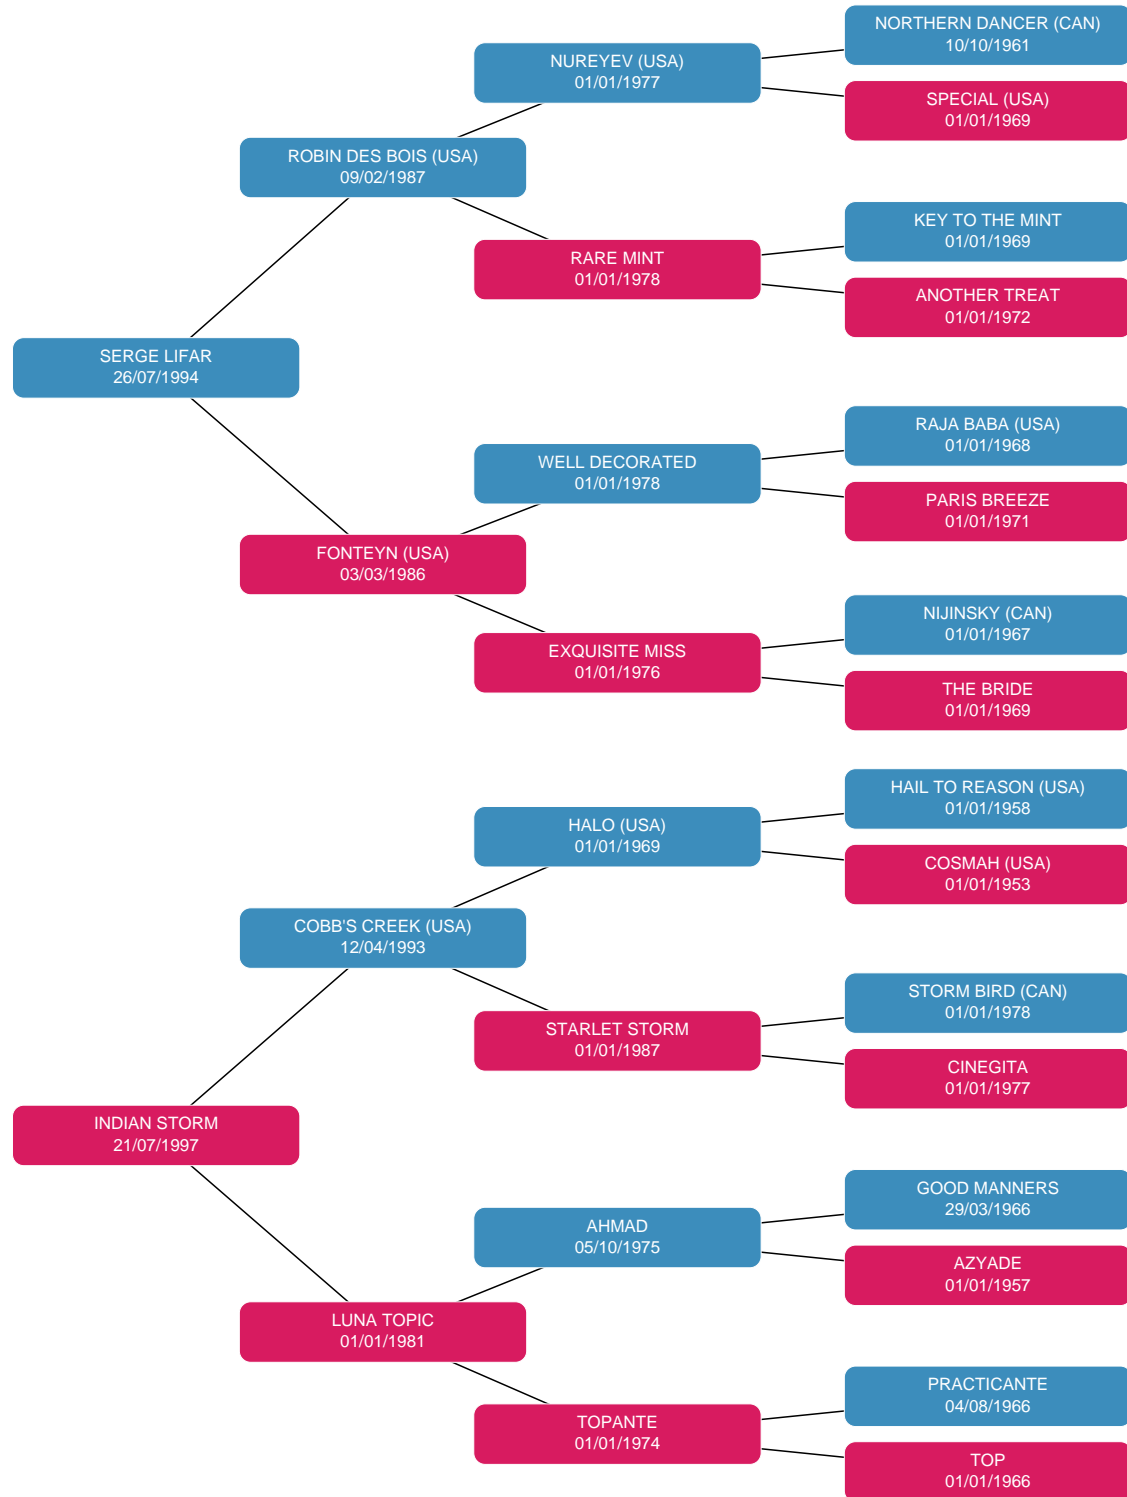 NORTHERN DANCER (CAN)
10/10/1961
NUREYEV (USA)
01/01/1977
SPECIAL (USA)
01/01/1969
ROBIN DES BOIS (USA)
09/02/1987
KEY TO THE MINT
01/01/1969
RARE MINT
01/01/1978
ANOTHER TREAT
01/01/1972
SERGE LIFAR
26/07/1994
RAJA BABA (USA)
01/01/1968
WELL DECORATED
01/01/1978
PARIS BREEZE
01/01/1971
FONTEYN (USA)
03/03/1986
NIJINSKY (CAN)
01/01/1967
EXQUISITE MISS
01/01/1976
THE BRIDE
01/01/1969
HAIL TO REASON (USA)
01/01/1958
HALO (USA)
01/01/1969
COSMAH (USA)
01/01/1953
COBB'S CREEK (USA)
12/04/1993
STORM BIRD (CAN)
01/01/1978
STARLET STORM
01/01/1987
CINEGITA
01/01/1977
INDIAN STORM
21/07/1997
GOOD MANNERS
29/03/1966
AHMAD
05/10/1975
AZYADE
01/01/1957
LUNA TOPIC
01/01/1981
PRACTICANTE
04/08/1966
TOPANTE
01/01/1974
TOP
01/01/1966